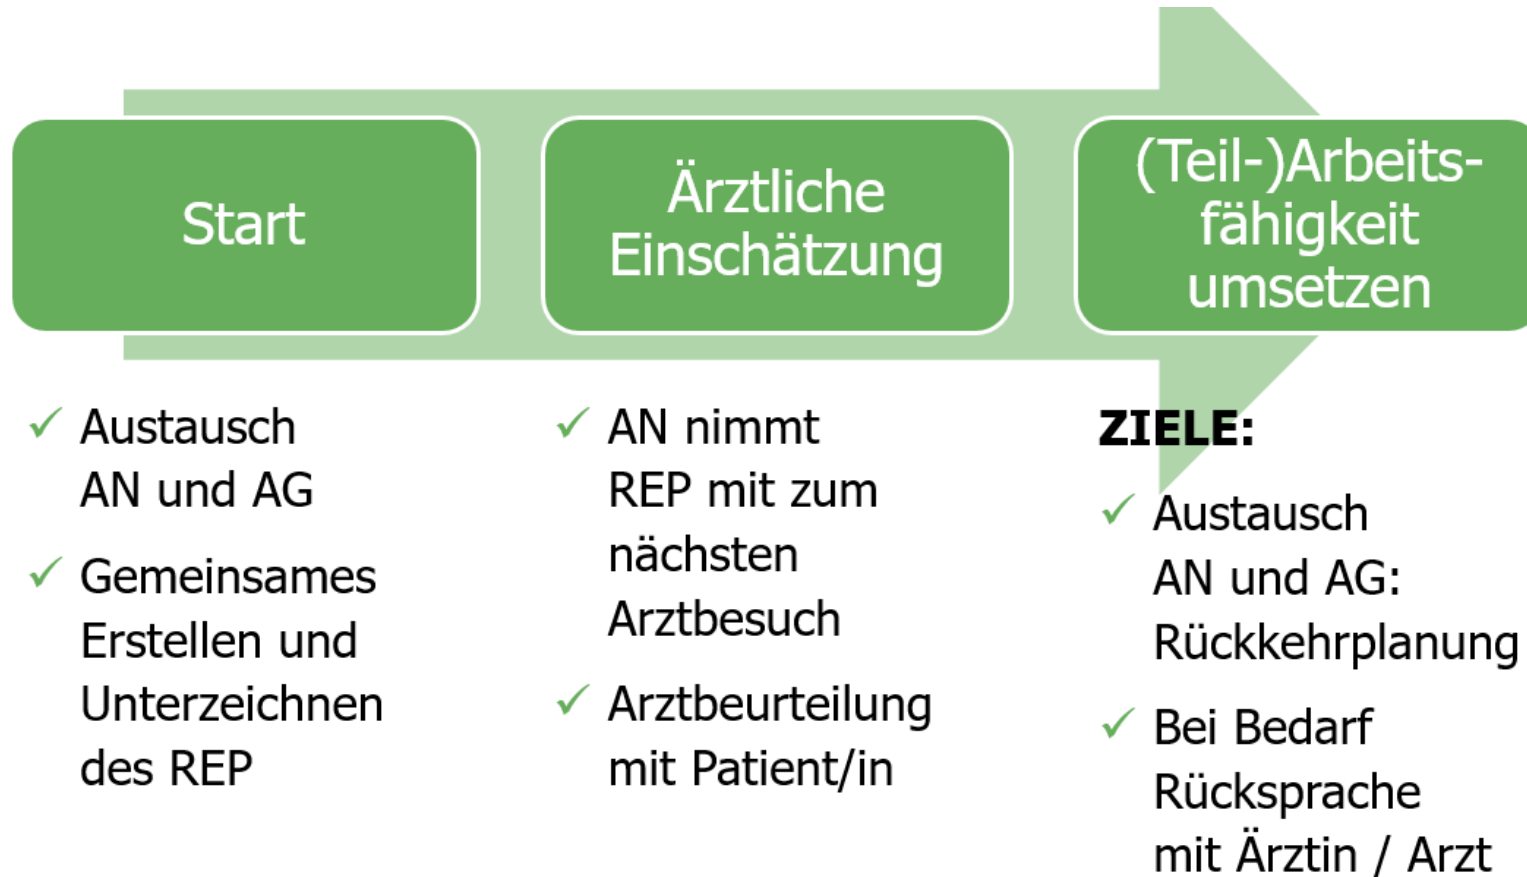 Start
Ärztliche
Einschätzung
(Teil-)Arbeits-
fähigkeit
umsetzen
Austausch
AN und AG
Gemeinsames
Erstellen und
Unterzeichnen
des REP
AN nimmt
REP mit zum
nächsten
Arztbesuch
Arztbeurteilung
mit Patient/in
ZIELE:
Austausch
AN und AG:
Rückkehrplanung
Bei Bedarf
Rücksprache
mit Ärztin / Arzt